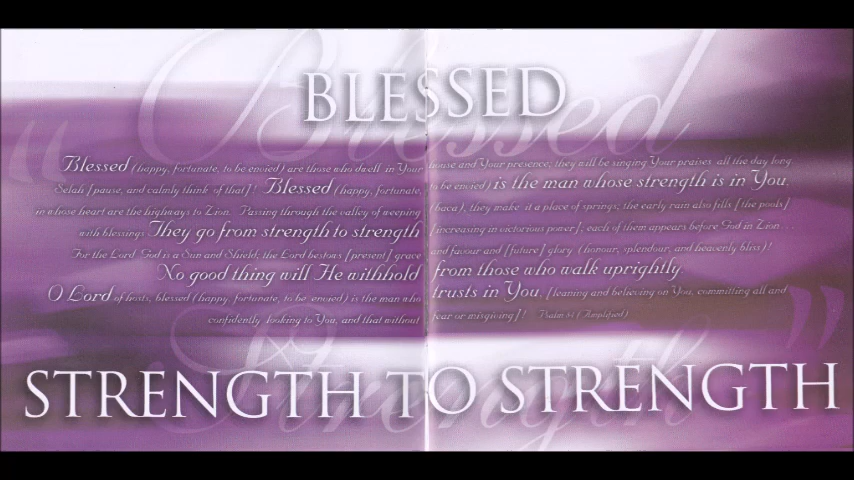 BLESSED
Blessed (happy, fortunate, to be envied) are those who dwell in Your house and Your presence; they will be singing Your praises all the day long.
Selah [pause, and calmly think of that]! Blessed (happy, fortunate, to be envied) is the man whose strength is in You,
in whose heart are the highways to Zion. Passing through the valley of weeping (baca), they make it a place of springs; the early rain also fills [the pools]
with blessings They go from strength to strength [increasing in victorious power]; each of them appears before God in Zion...
For the Lord God is a Sun and Shield; the Lord bestows [present] grace and favour and [future] glory (honour, splendour, and heavenly bliss)!
No good thing will He withhold from those who walk uprightly
O Lord of hosts, blessed (happy, fortunate, to be envied) is the man who trusts in You, [leaning and believing on You, committing all and
confidently looking to You, and that without fear or misgiving]! Psalm 84 (Amplified)
STRENGTH TO STRENGTH
Blessed
Strength